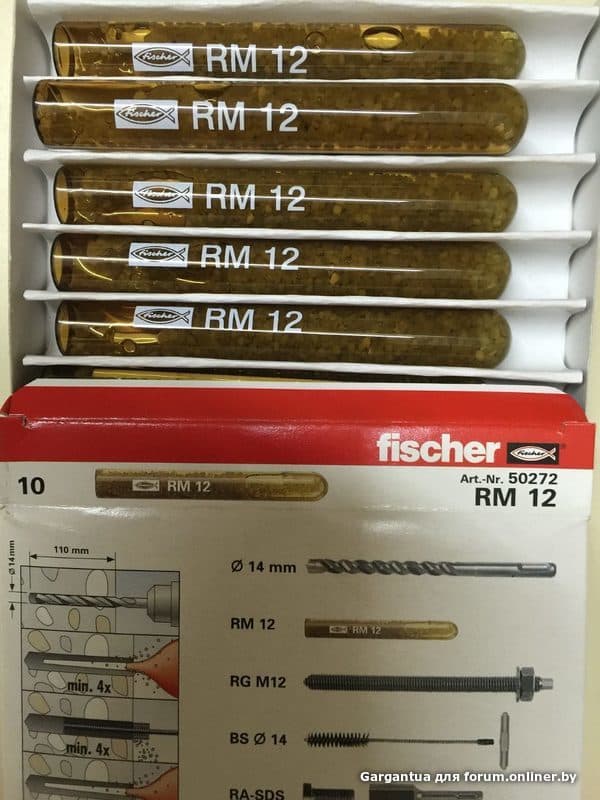 fischer RM 12
fischer RM 12
fischer RM 12
fischer RM 12
fischer RM 12
fischer
10
RM 12
Art.-Nr. 50272
RM 12
110 mm
Ø 14 mm
Ø 14 mm
RM 12
RM 12
min. 4x
RG M12
min. 4x
BS Ø 14
RA-SDS
Gargantua для forum.onliner.by